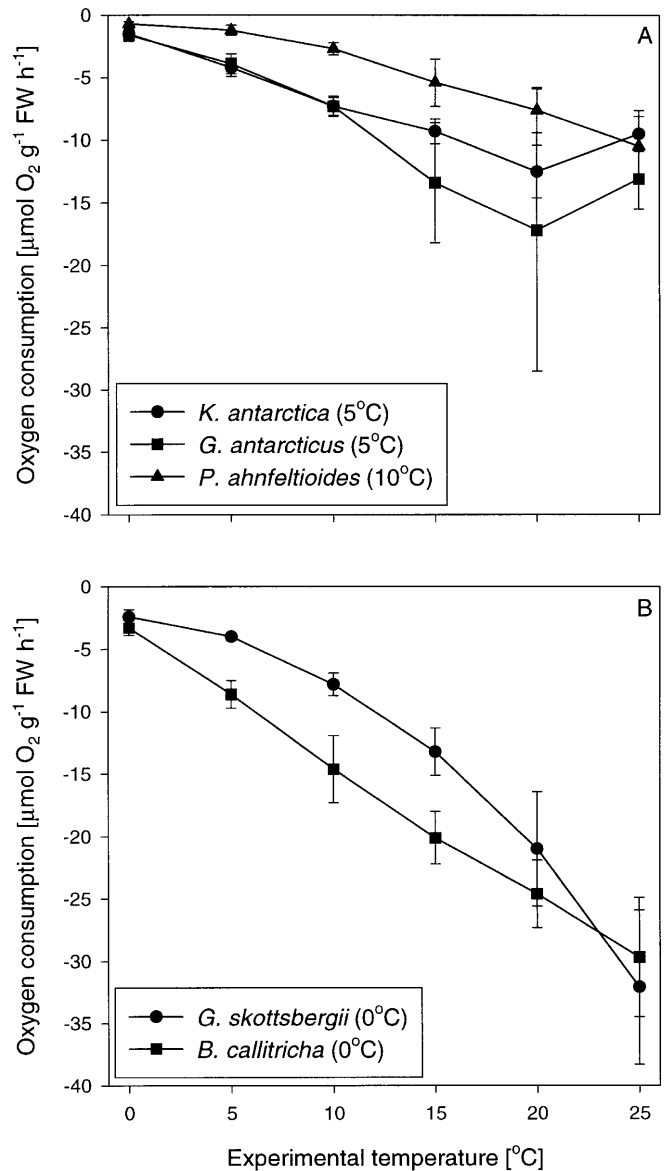 A
0
-5
-10
-15
-20
-25
-30
-35
-40
Oxygen consumption [µmol O₂ g⁻¹ FW h⁻¹]
K. antarctica (5°C)
G. antarcticus (5°C)
P. ahnfeltioides (10°C)
B
0
-5
-10
-15
-20
-25
-30
-35
-40
Oxygen consumption [µmol O₂ g⁻¹ FW h⁻¹]
G. skottsbergii (0°C)
B. callitricha (0°C)
0 5 10 15 20 25
Experimental temperature [°C]